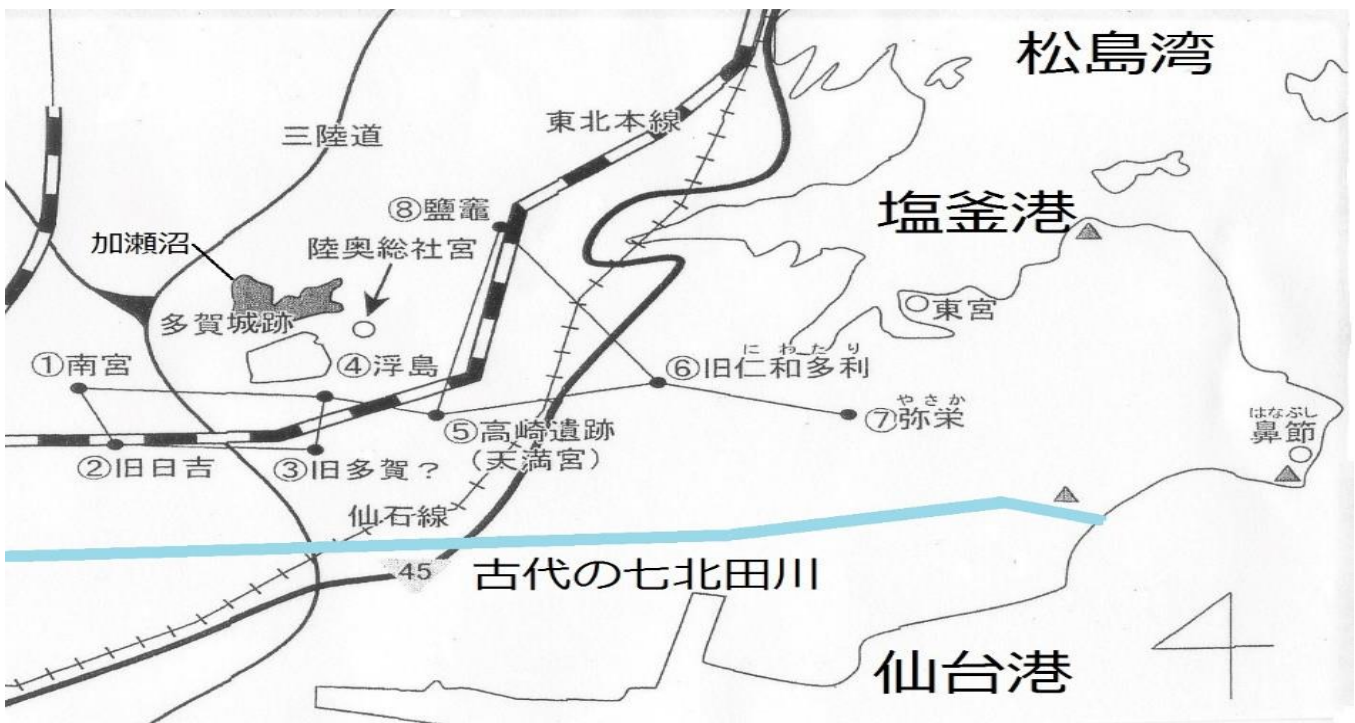 松島湾
三陸道
東北本線
⑧鹽竈
塩釜港
加瀬沼
陸奥総社宮
多賀城跡
東宮
①南宮
④浮島
にわたり
⑥旧仁和多利
やさか
⑦弥栄
⑤高崎遺跡
(天満宮)
はなぶし
鼻節
②旧日吉
③旧多賀?
仙石線
45
古代の七北田川
仙台港